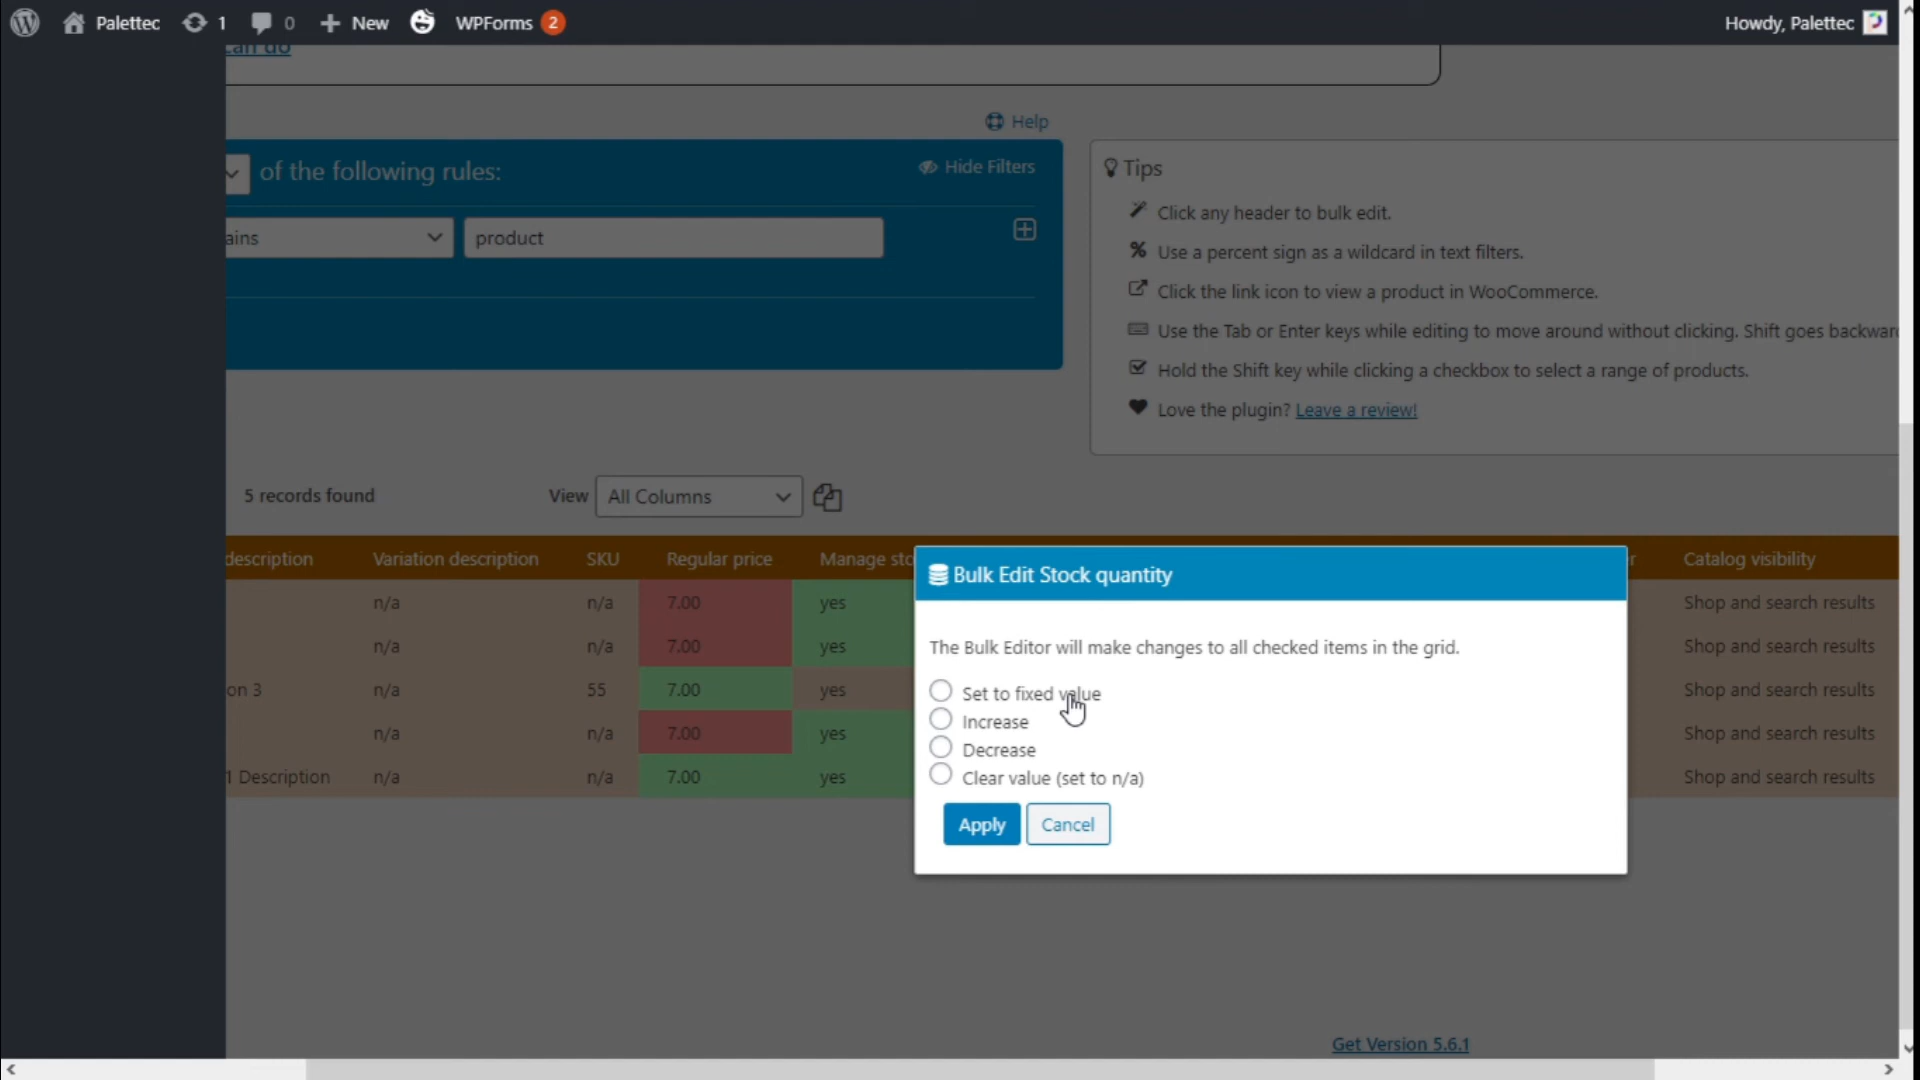 Palettec 1 0 New WPForms 2 Howdy, Palettec
can do
Help
of the following rules:
Hide Filters
ains
product
Tips
Click any header to bulk edit.
Use a percent sign as a wildcard in text filters.
Click the link icon to view a product in WooCommerce.
Use the Tab or Enter keys while editing to move around without clicking. Shift goes backwar
Hold the Shift key while clicking a checkbox to select a range of products.
Love the plugin? Leave a review!
5 records found View All Columns
description Variation description SKU Regular price Manage sto r Catalog visibility
n/a n/a 7.00 yes Shop and search results
n/a n/a 7.00 yes Shop and search results
on 3 n/a 55 7.00 yes Shop and search results
n/a n/a 7.00 yes Shop and search results
1 Description n/a n/a 7.00 yes Shop and search results
Bulk Edit Stock quantity
The Bulk Editor will make changes to all checked items in the grid.
Set to fixed value
Increase
Decrease
Clear value (set to n/a)
Apply Cancel
Get Version 5.6.1